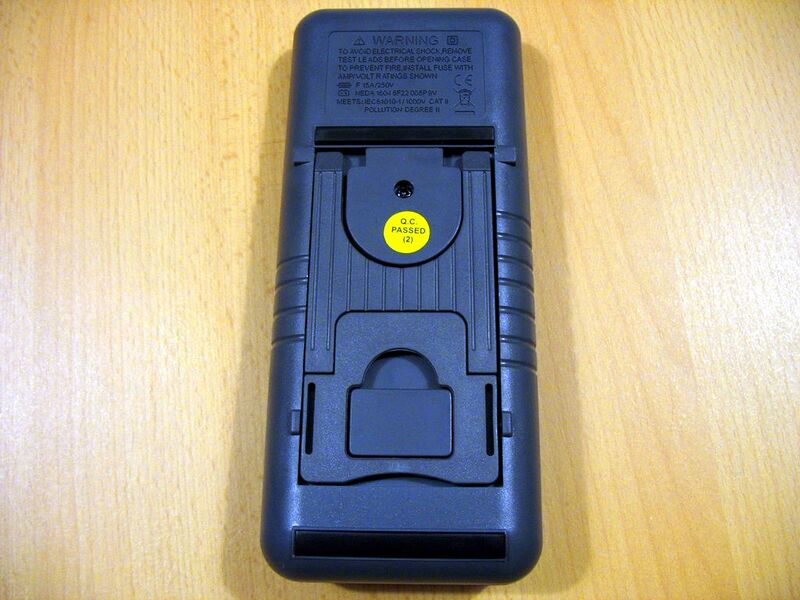 WARNING
TO AVOID ELECTRICAL SHOCK,REMOVE
TEST LEADS BEFORE OPENING CASE.
TO PREVENT FIRE,INSTALL FUSE WITH
AMP/VOLT RATINGS SHOWN
F 15A/250V
NEDA 1604 6F22 006P 9V
MEETS:IEC61010-1/1000V CAT II
POLLUTION DEGREE II
CE
Q.C.
PASSED
(2)